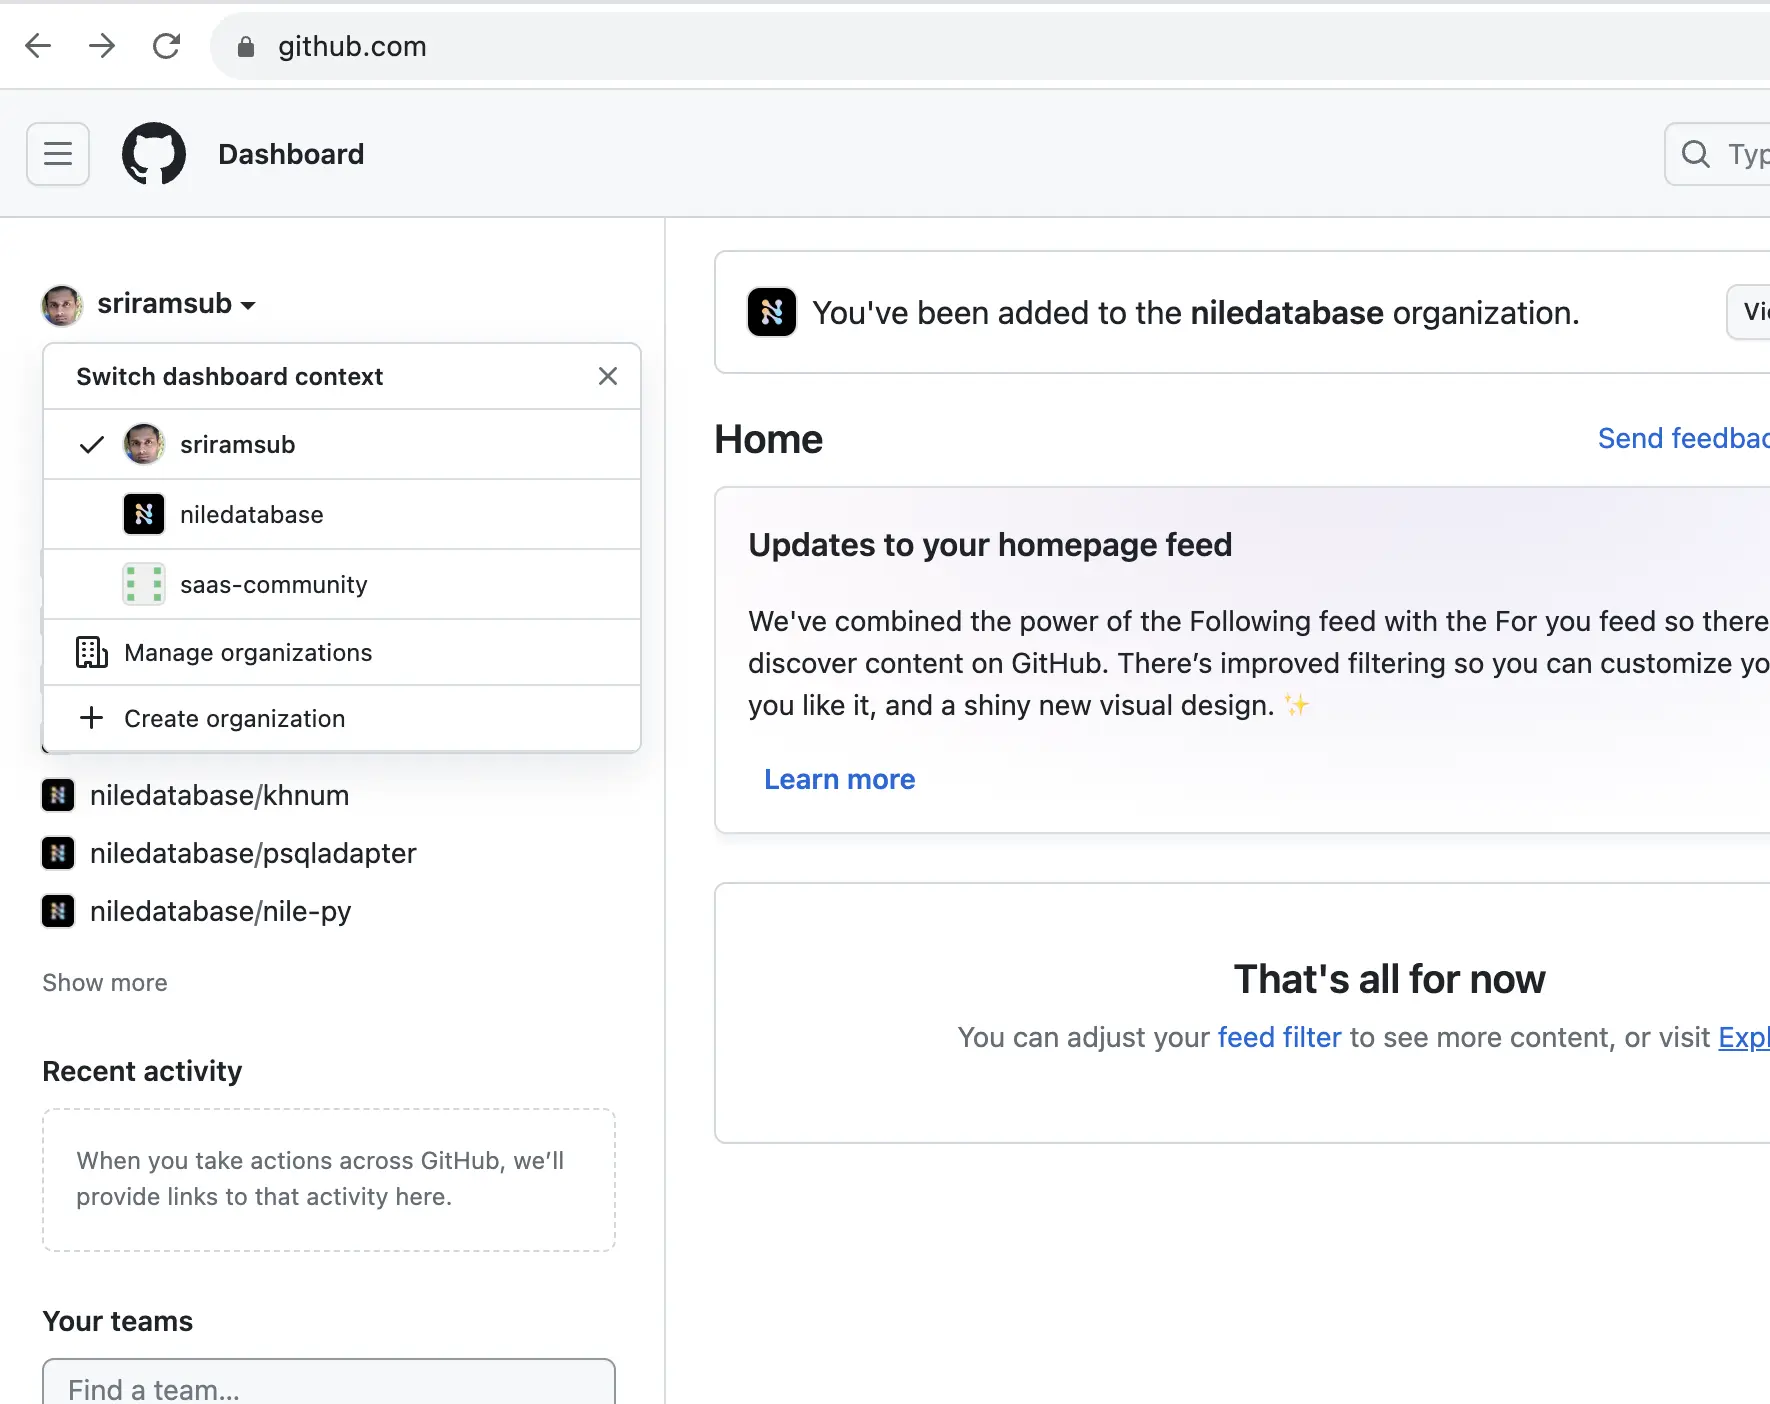 github.com
Dashboard
Typ
sriramsub
Switch dashboard context
sriramsub
niledatabase
saas-community
Manage organizations
Create organization
niledatabase/khnum
niledatabase/psqladapter
niledatabase/nile-py
Show more
Recent activity
When you take actions across GitHub, we’ll
provide links to that activity here.
Your teams
Find a team...
You've been added to the niledatabase organization.
Vi
Home
Send feedbac
Updates to your homepage feed
We've combined the power of the Following feed with the For you feed so there
discover content on GitHub. There’s improved filtering so you can customize yo
you like it, and a shiny new visual design. ✨
Learn more
That's all for now
You can adjust your feed filter to see more content, or visit Expl